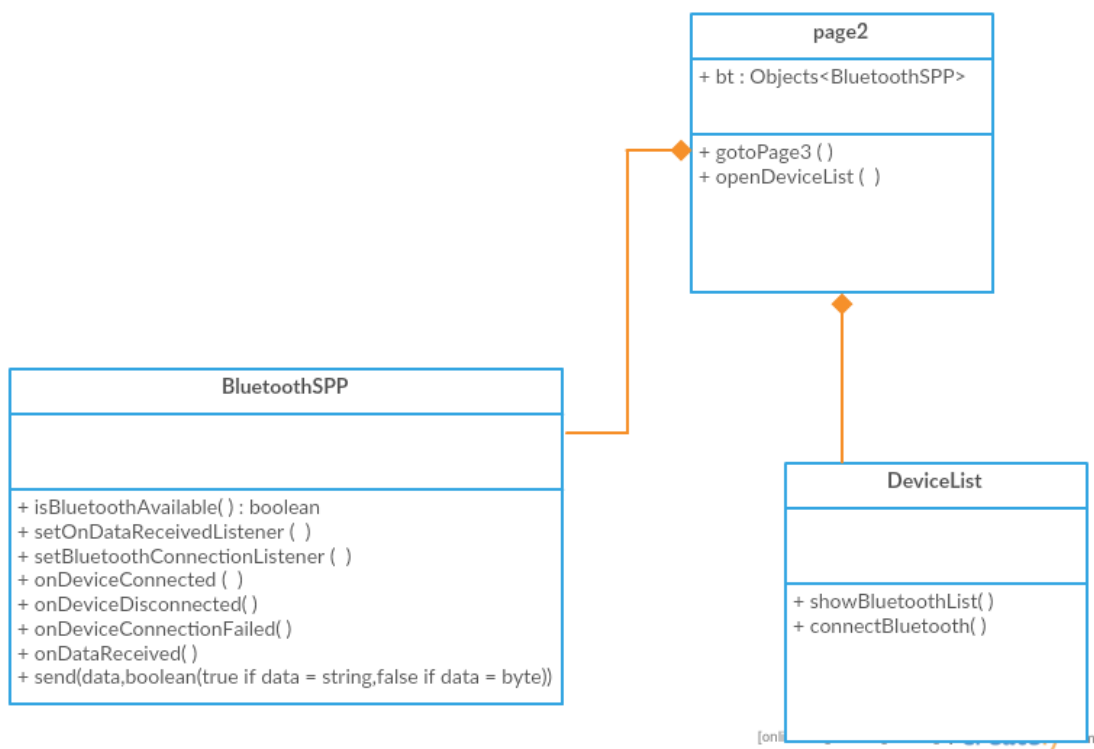 page2
+ bt : Objects<BluetoothSPP>
+ gotoPage3 ( )
+ openDeviceList (  )
BluetoothSPP
+ isBluetoothAvailable( ) : boolean
+ setOnDataReceivedListener (  )
+ setBluetoothConnectionListener (  )
+ onDeviceConnected (  )
+ onDeviceDisconnected( )
+ onDeviceConnectionFailed( )
+ onDataReceived( )
+ send(data,boolean(true if data = string,false if data = byte))
DeviceList
+ showBluetoothList( )
+ connectBluetooth( )